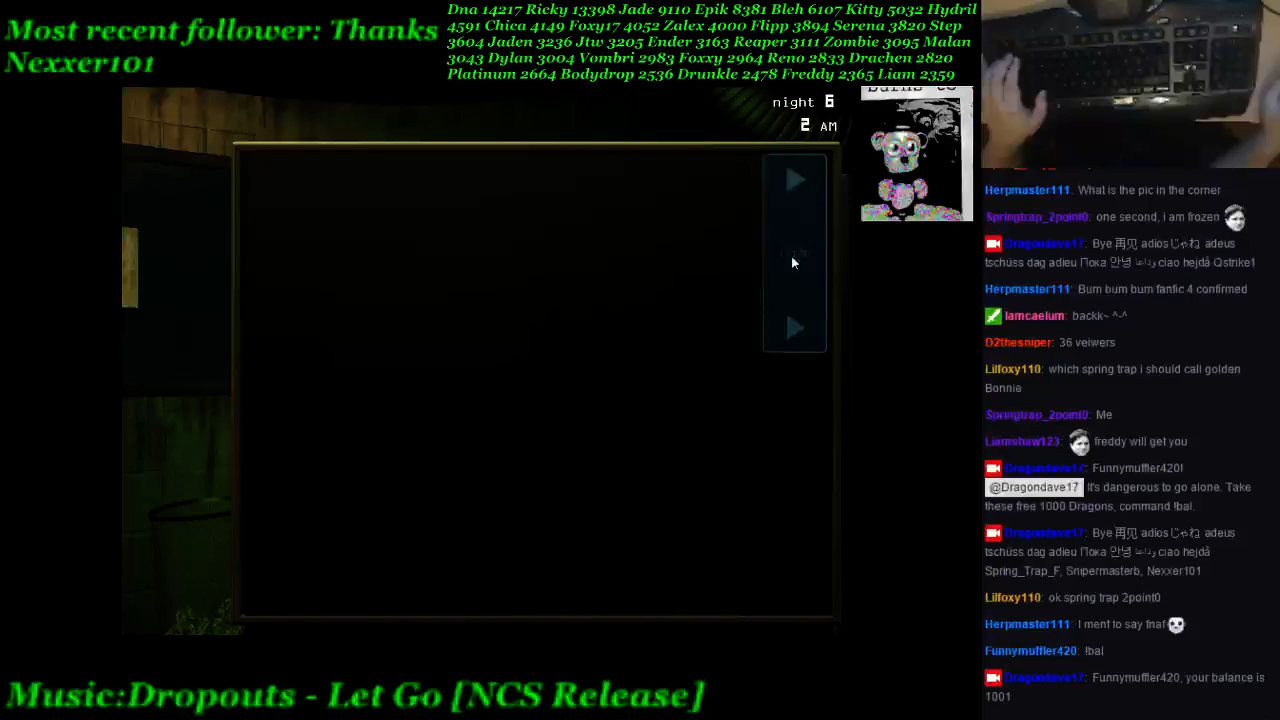 Most recent follower: Thanks
Nexxer101
Dna 14217 Ricky 13398 Jade 9110 Epik 8381 Bleh 6107 Kitty 5032 Hydril
4591 Chica 4149 Foxy17 4052 Zalex 4000 Flipp 3894 Serena 3820 Step
3604 Jaden 3236 Jtw 3205 Ender 3163 Reaper 3111 Zombie 3095 Malan
3043 Dylan 3004 Vombri 2983 Foxxy 2964 Reno 2833 Drachen 2820
Platinum 2664 Bodydrop 2536 Drunkle 2478 Freddy 2365 Liam 2359
night 6
2 AM
Herpmaster111: What is the pic in the corner
Springtrap_2point0: one second, i am frozen
Dragondave17: Bye 再见 adios じゃね adeus
tschüss dag adieu Пока 안녕 وداعا ciao hejdå Qstrike1
Herpmaster111: Bum bum bum fanfic 4 confirmed
Iamcaelum: backk~ ^-^
D2thesniper: 36 veiwers
Lilfoxy110: which spring trap i should call golden
Bonnie
Springtrap_2point0: Me
Liamshaw123: freddy will get you
Dragondave17: Funnymuffler420!
@Dragondave17 It's dangerous to go alone. Take
these free 1000 Dragons, command !bal.
Dragondave17: Bye 再见 adios じゃね adeus
tschüss dag adieu Пока 안녕 وداعا ciao hejdå
Spring_Trap_F, Snipermasterb, Nexxer101
Lilfoxy110: ok spring trap 2point0
Herpmaster111: I ment to say fnaf
Funnymuffler420: !bal
Dragondave17: Funnymuffler420, your balance is
1001
Music:Dropouts - Let Go [NCS Release]